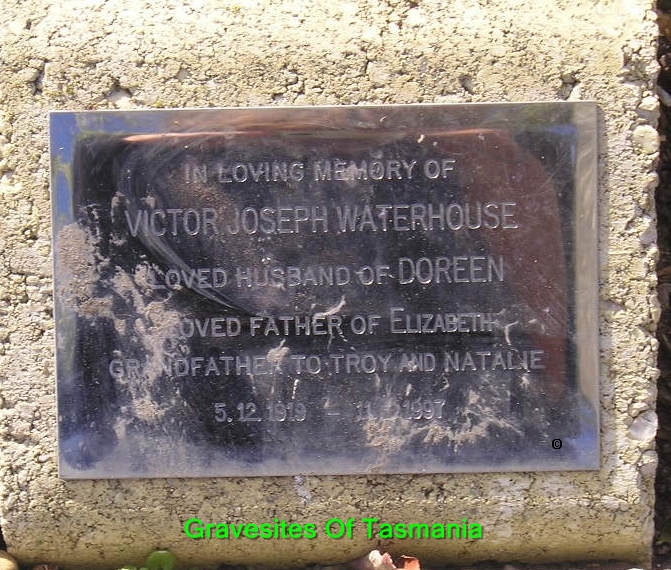 IN LOVING MEMORY OF
VICTOR JOSEPH WATERHOUSE
LOVED HUSBAND OF DOREEN
LOVED FATHER OF ELIZABETH
GRANDFATHER TO TROY AND NATALIE
5.12.1919 – 1997
©
Gravesites Of Tasmania